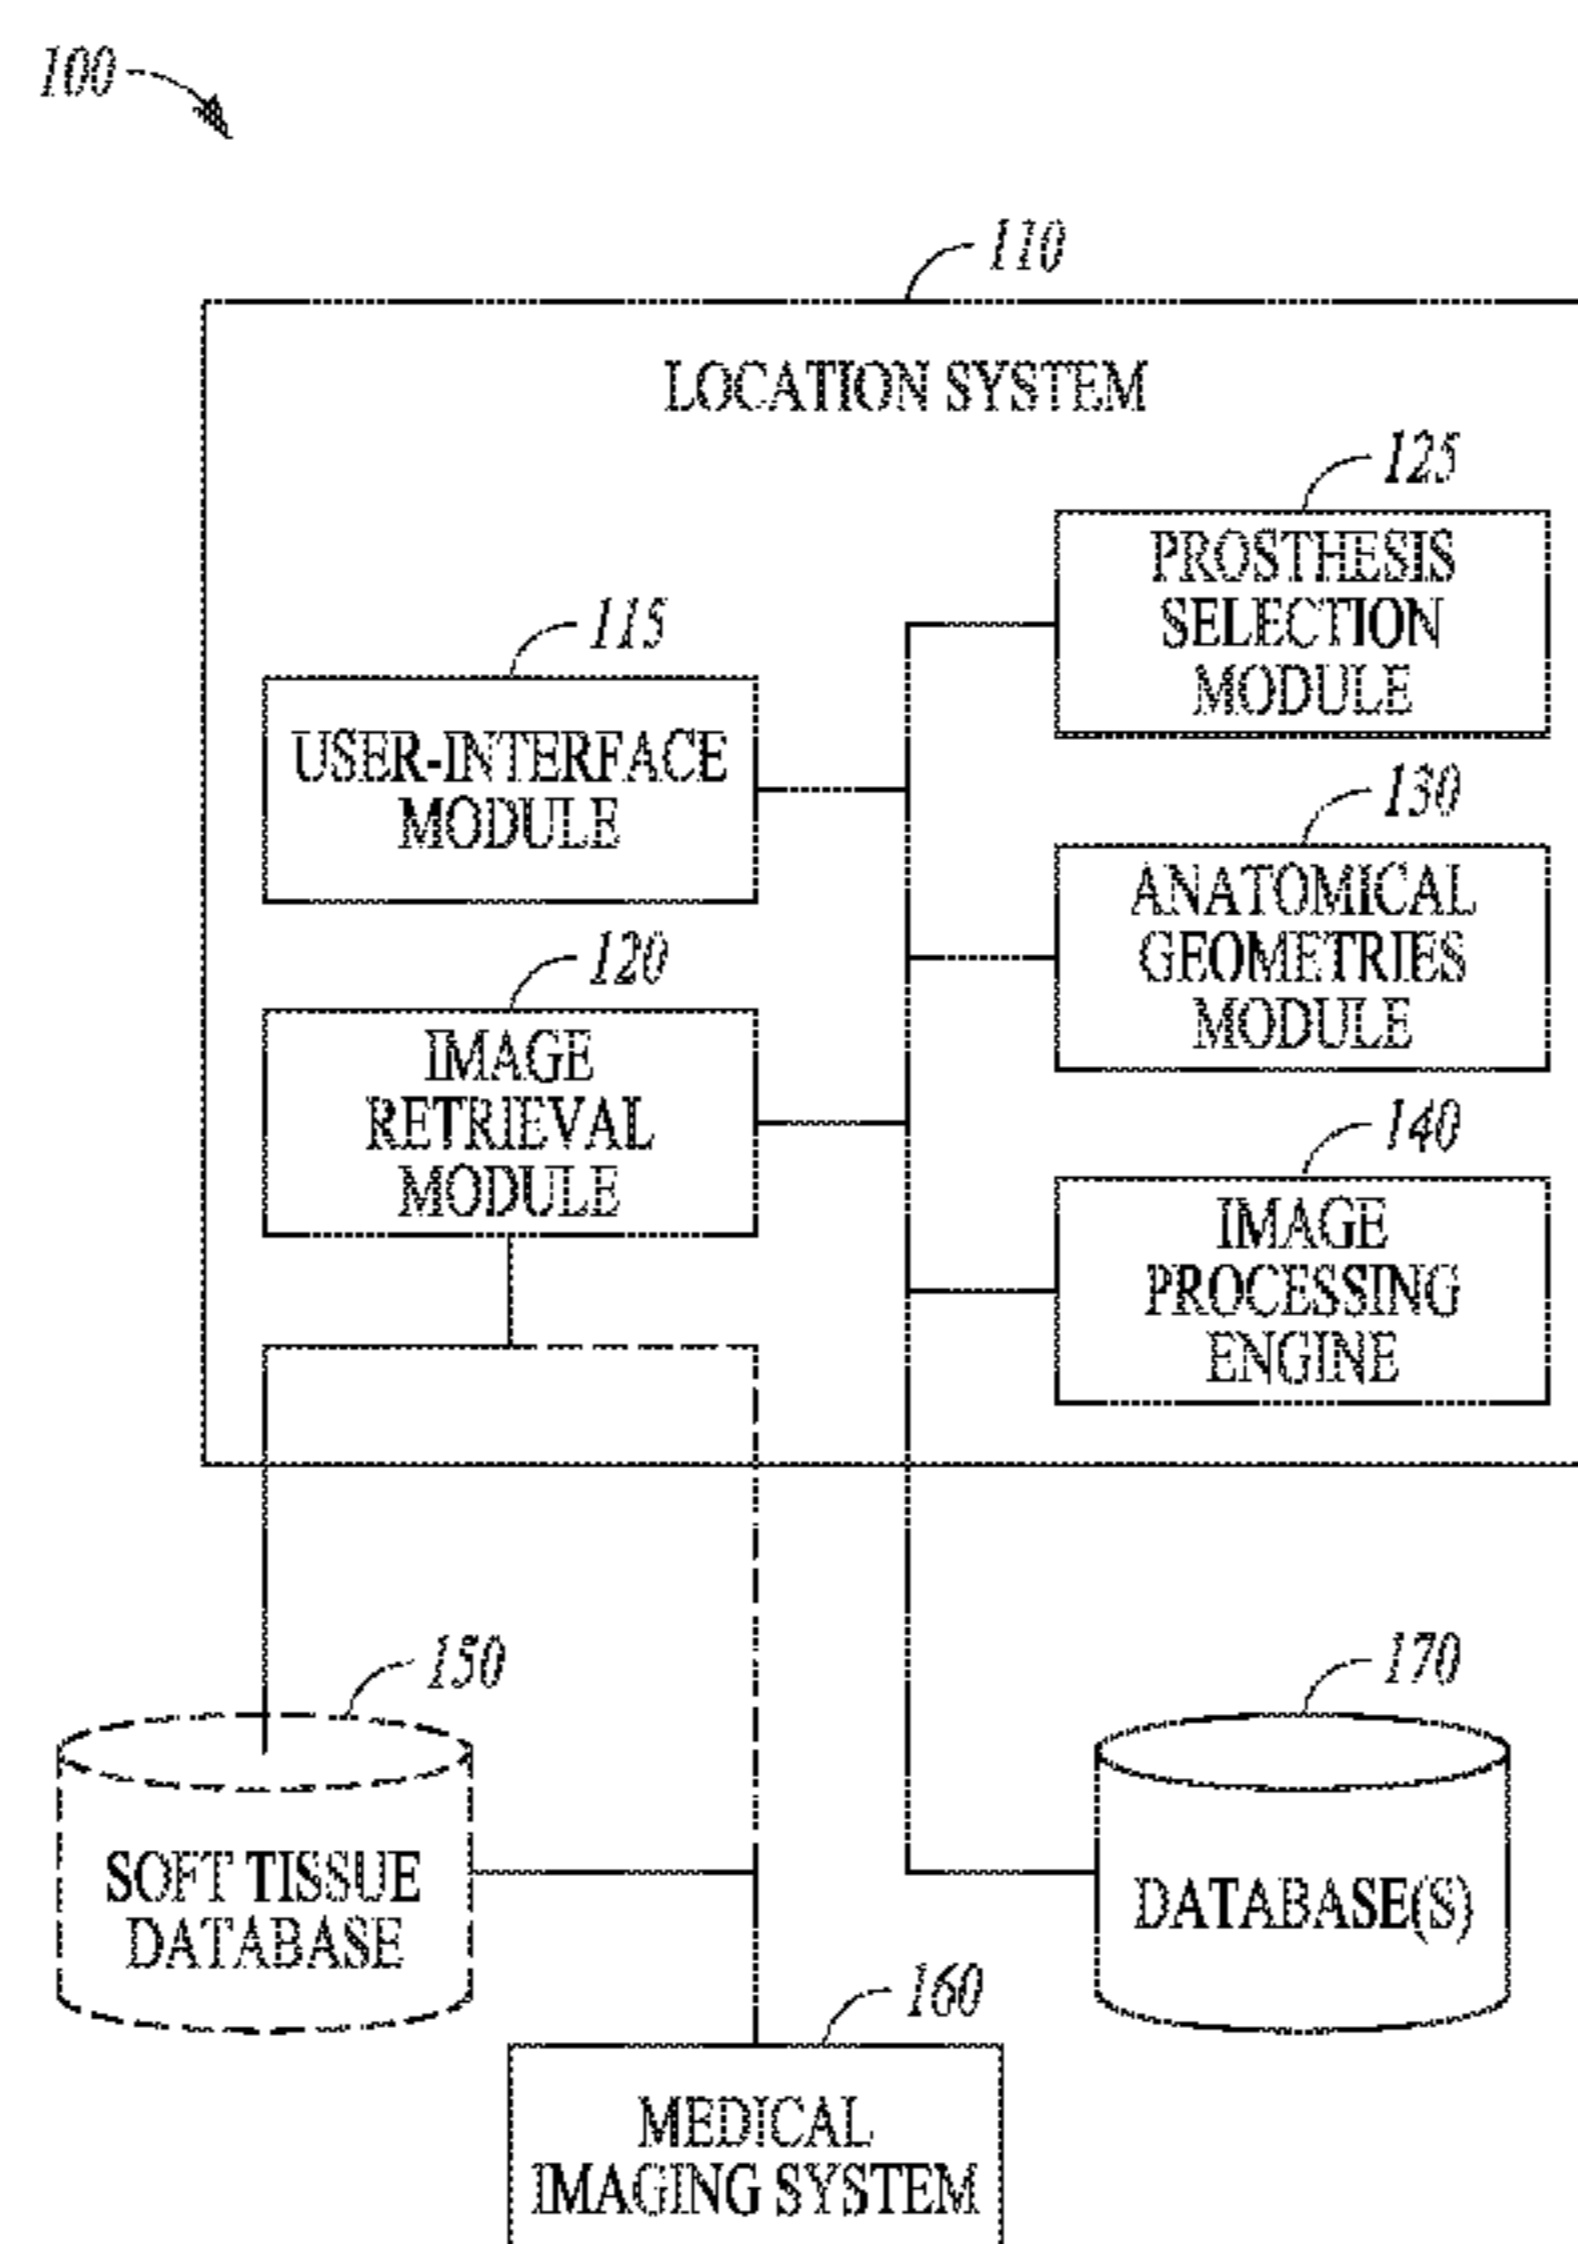 100
110
LOCATION SYSTEM
125
PROSTHESIS
SELECTION
MODULE
115
USER-INTERFACE
MODULE
130
ANATOMICAL
GEOMETRIES
MODULE
120
IMAGE
RETRIEVAL
MODULE
140
IMAGE
PROCESSING
ENGINE
150
SOFT TISSUE
DATABASE
170
DATABASE(S)
160
MEDICAL
IMAGING SYSTEM